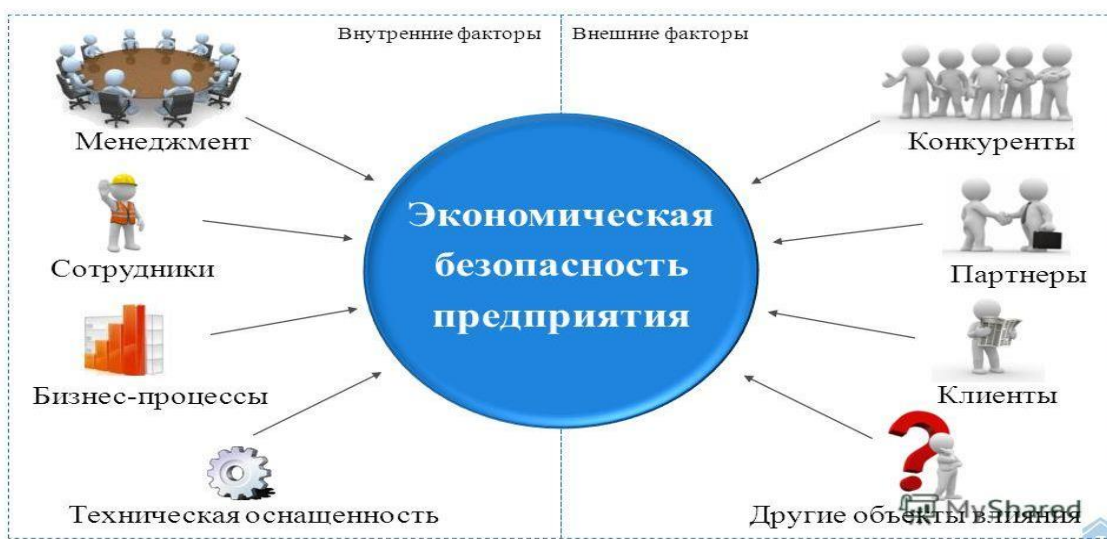 Внутренние факторы
Внешние факторы
Менеджмент
Конкуренты
Экономическая
безопасность
предприятия
Сотрудники
Партнеры
Бизнес-процессы
Клиенты
Техническая оснащенность
Другие объекты влияния
MyShared